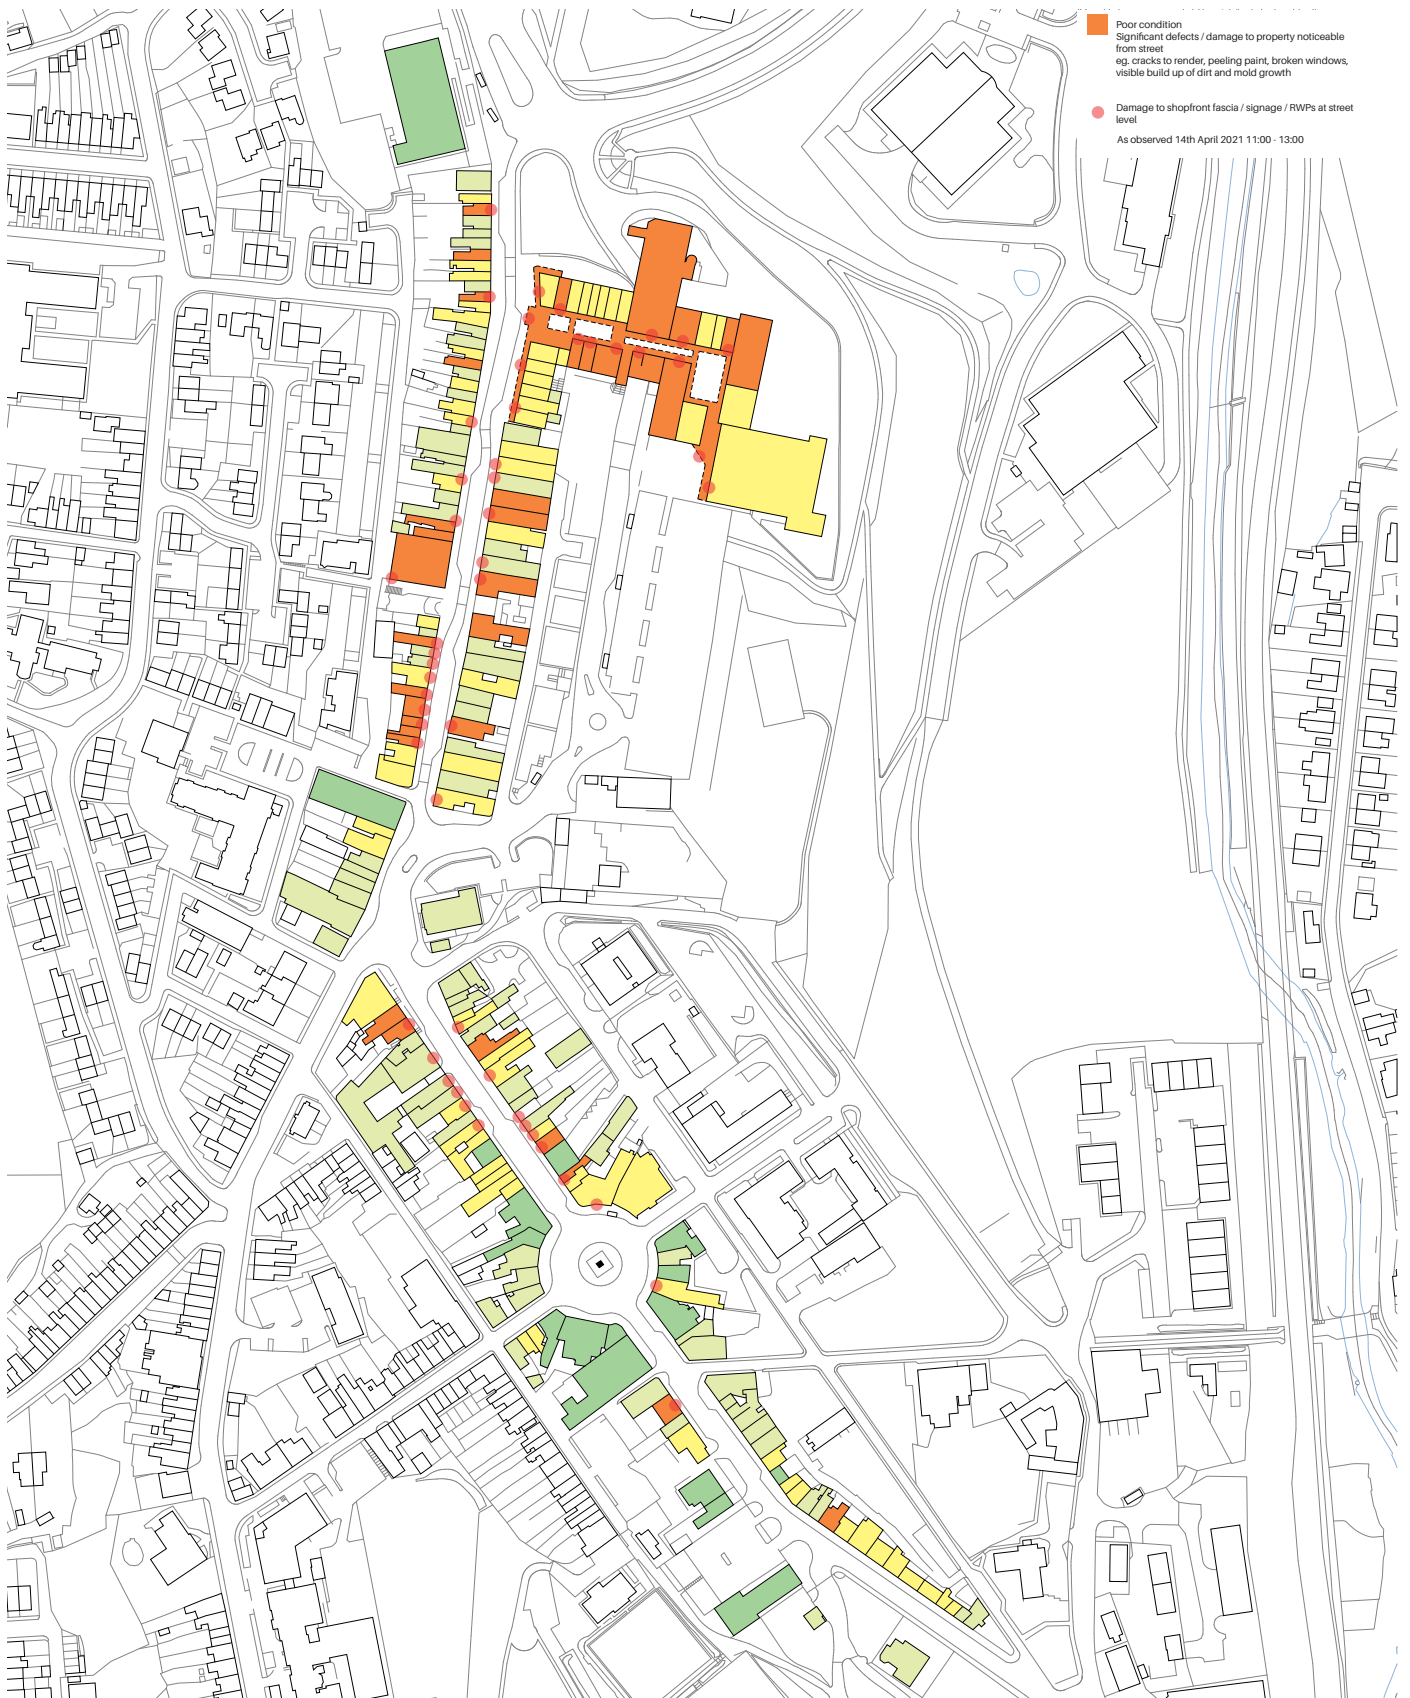 Poor condition
Significant defects / damage to property noticeable
from street
eg. cracks to render, peeling paint, broken windows,
visible build up of dirt and mold growth
Damage to shopfront fascia / signage / RWPs at street
level
As observed 14th April 2021 11:00 - 13:00